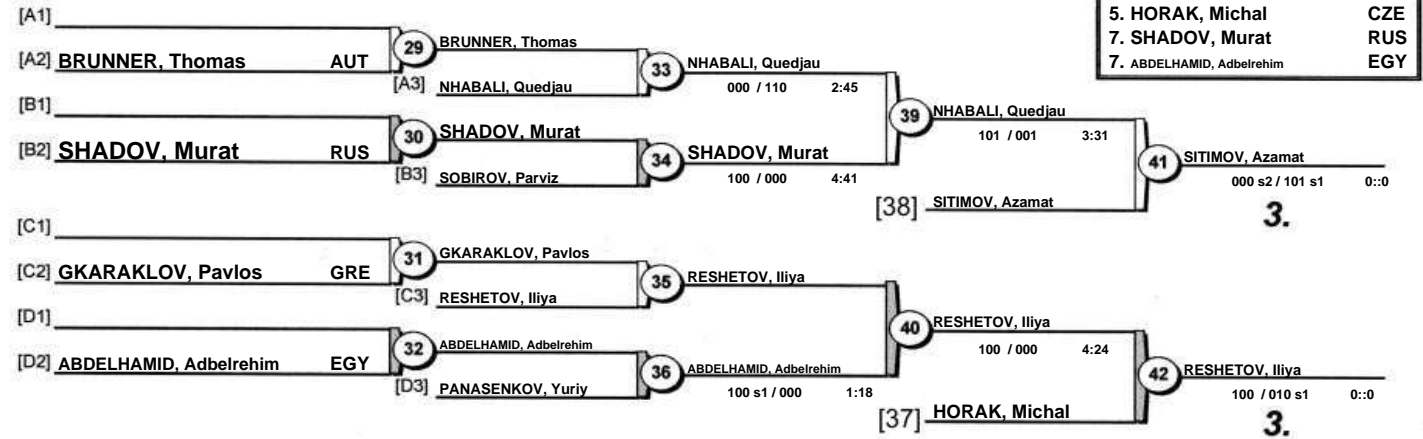 5. HORAK, Michal CZE
7. SHADOV, Murat RUS
7. ABDELHAMID, Adbelrehim EGY
[A1]
[A2] BRUNNER, Thomas AUT
29
BRUNNER, Thomas
[A3] NHABALI, Quedjau
33
NHABALI, Quedjau
000 / 110 2:45
[B1]
[B2] SHADOV, Murat RUS
30
SHADOV, Murat
[B3] SOBIROV, Parviz
34
SHADOV, Murat
100 / 000 4:41
39
NHABALI, Quedjau
101 / 001 3:31
[38] SITIMOV, Azamat
41
SITIMOV, Azamat
000 s2 / 101 s1 0::0
3.
[C1]
[C2] GKARAKLOV, Pavlos GRE
31
GKARAKLOV, Pavlos
[C3] RESHETOV, Iliya
35
RESHETOV, Iliya
[D1]
[D2] ABDELHAMID, Adbelrehim EGY
32
ABDELHAMID, Adbelrehim
[D3] PANASENKOV, Yuriy
36
ABDELHAMID, Adbelrehim
100 s1 / 000 1:18
40
RESHETOV, Iliya
100 / 000 4:24
[37] HORAK, Michal
42
RESHETOV, Iliya
100 / 010 s1 0::0
3.